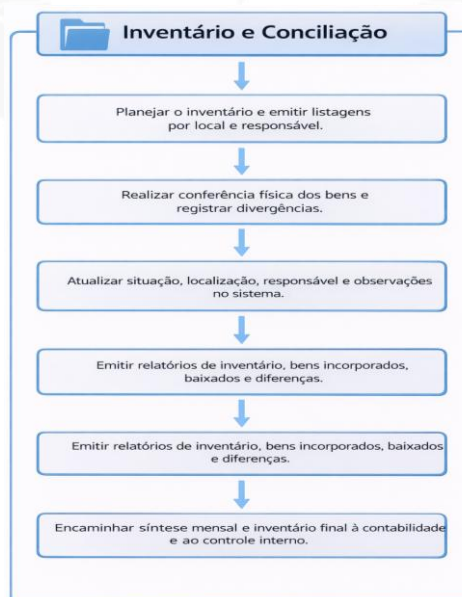 Inventário e Conciliação
Planejar o inventário e emitir listagens
por local e responsável.
Realizar conferência física dos bens e
registrar divergências.
Atualizar situação, localização, responsável e observações
no sistema.
Emitir relatórios de inventário, bens incorporados,
baixados e diferenças.
Emitir relatórios de inventário, bens incorporados, baixados
e diferenças.
Encaminhar síntese mensal e inventário final à contabilidade
e ao controle interno.